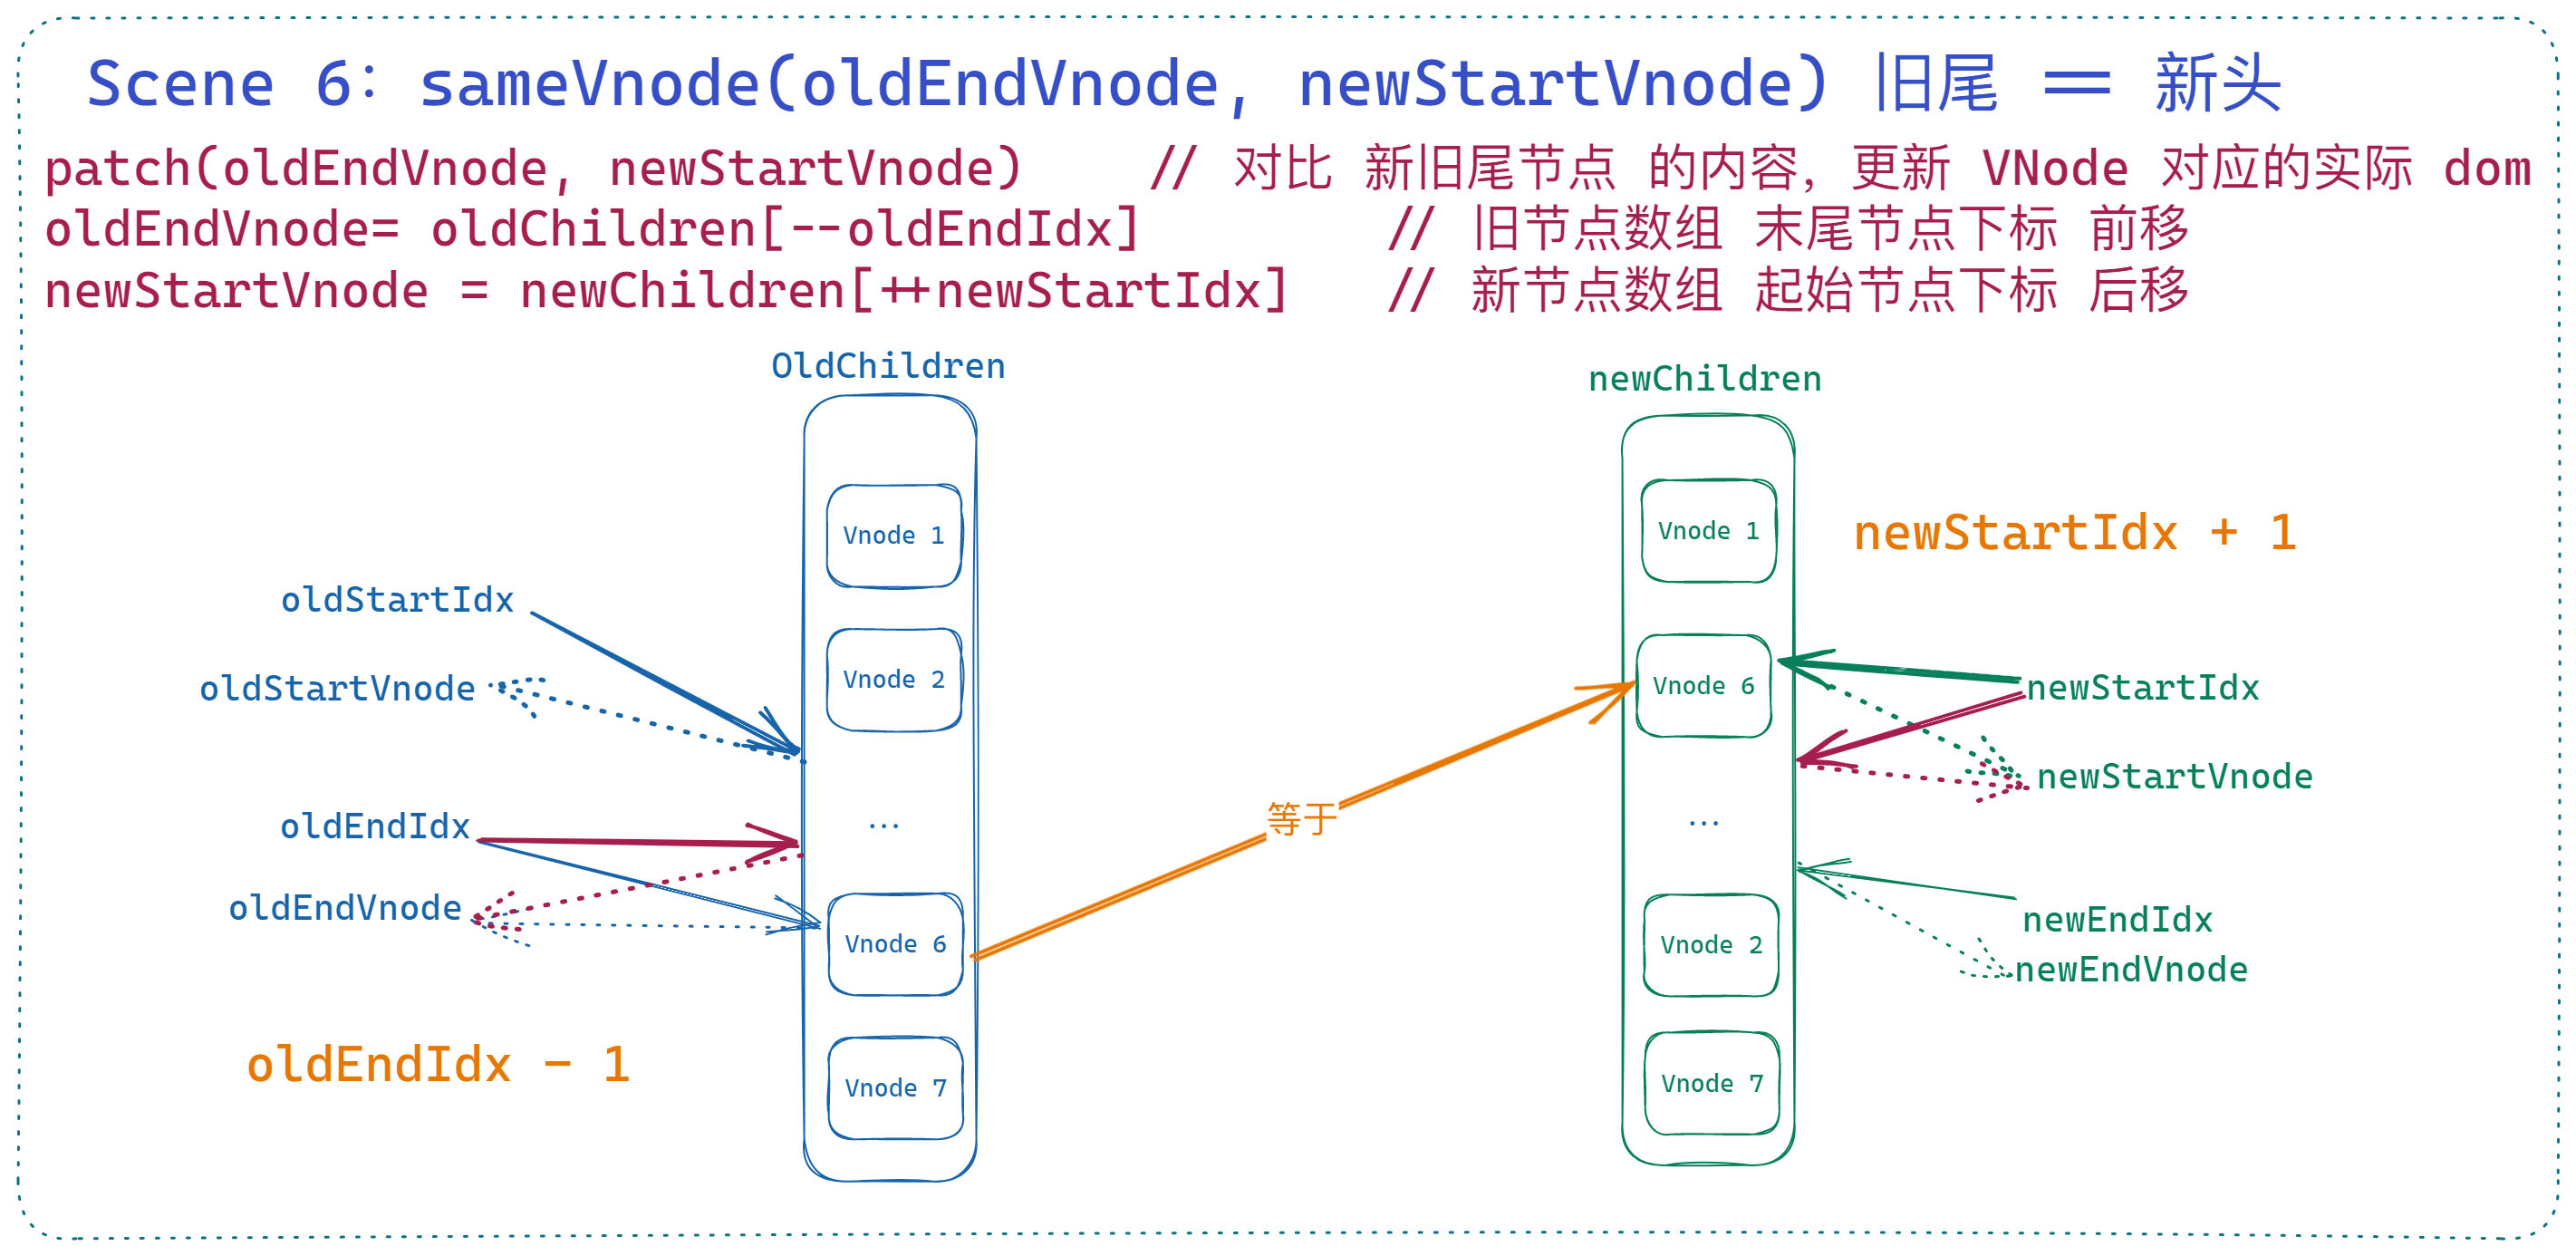 Scene 6: sameVnode(oldEndVnode, newStartVnode) 旧尾 == 新头
patch(oldEndVnode, newStartVnode) // 对比 新旧尾节点 的内容，更新 VNode 对应的实际 dom
oldEndVnode= oldChildren[--oldEndIdx] // 旧节点数组 末尾节点下标 前移
newStartVnode = newChildren[++newStartIdx] // 新节点数组 起始节点下标 后移
OldChildren
newChildren
Vnode 1
Vnode 1
newStartIdx + 1
oldStartIdx
oldStartVnode
Vnode 2
Vnode 6
newStartIdx
newStartVnode
oldEndIdx
...
等于
...
oldEndVnode
Vnode 6
Vnode 2
newEndIdx
newEndVnode
oldEndIdx - 1
Vnode 7
Vnode 7